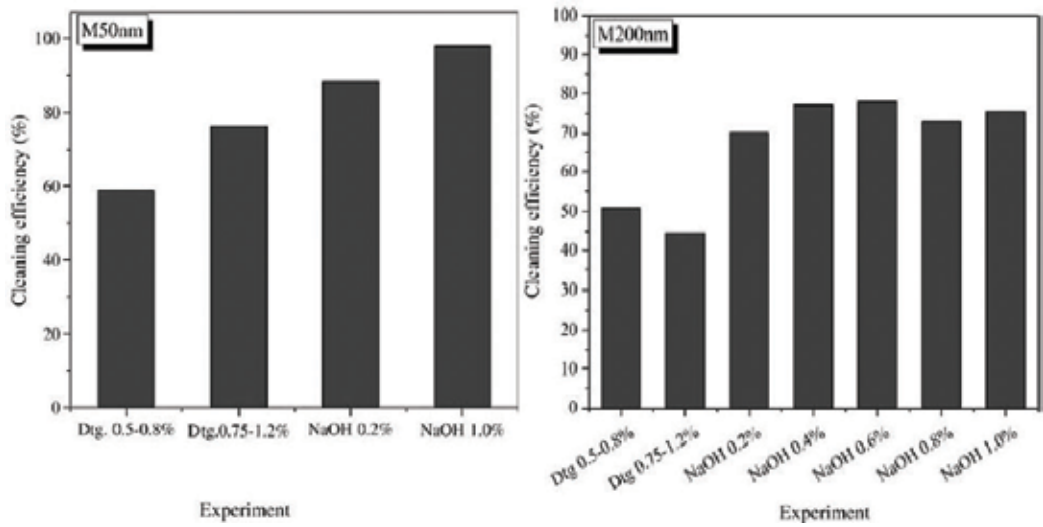 M50nm
Cleaning efficiency (%)
100
80
60
40
20
0
Dtg. 0.5-0.8%
Dtg.0.75-1.2%
NaOH 0.2%
NaOH 1.0%
Experiment
M200nm
Cleaning efficiency (%)
100
90
80
70
60
50
40
30
20
10
0
Dtg 0.5-0.8%
Dtg 0.75-1.2%
NaOH 0.2%
NaOH 0.4%
NaOH 0.6%
NaOH 0.8%
NaOH 1.0%
Experiment